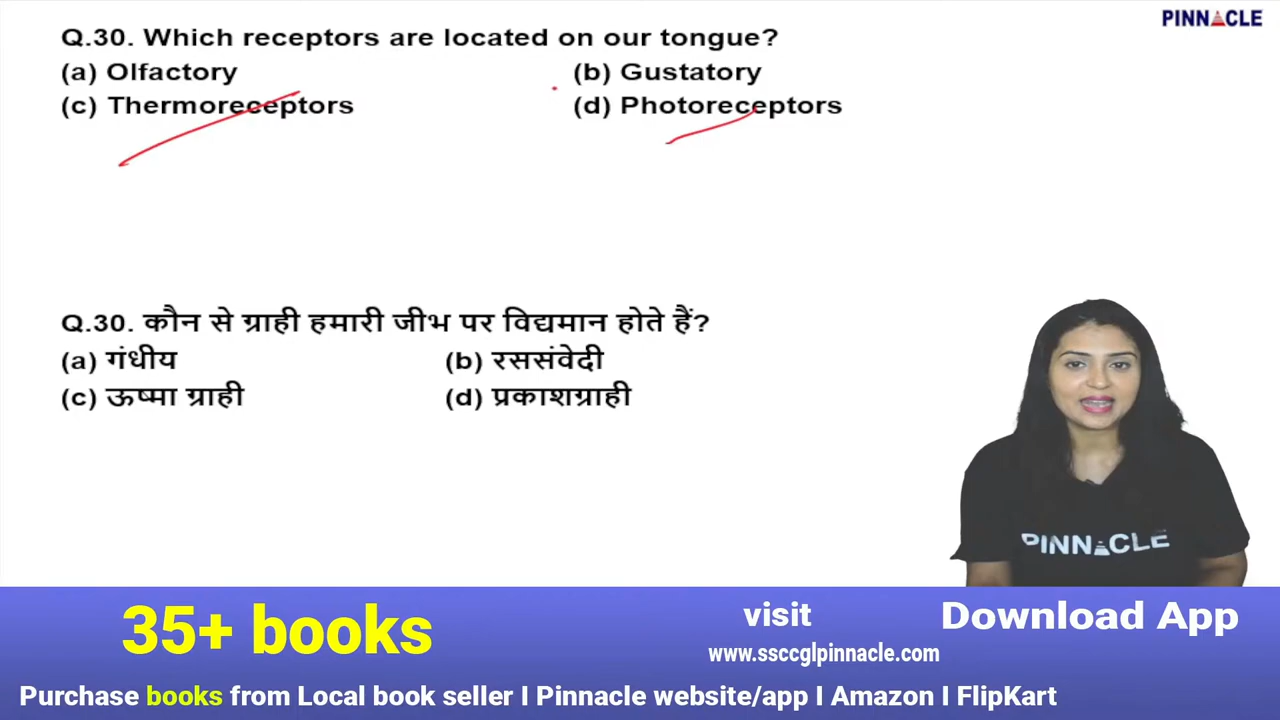 PINNACLE
Q.30. Which receptors are located on our tongue?
(a) Olfactory (b) Gustatory
(c) Thermoreceptors (d) Photoreceptors
Q.30. कौन से ग्राही हमारी जीभ पर विद्यमान होते हैं?
(a) गंधीय (b) रससंवेदी
(c) ऊष्मा ग्राही (d) प्रकाशग्राही
PINNACLE
35+ books
visit
www.ssccglpinnacle.com
Download App
Purchase books from Local book seller I Pinnacle website/app I Amazon I FlipKart